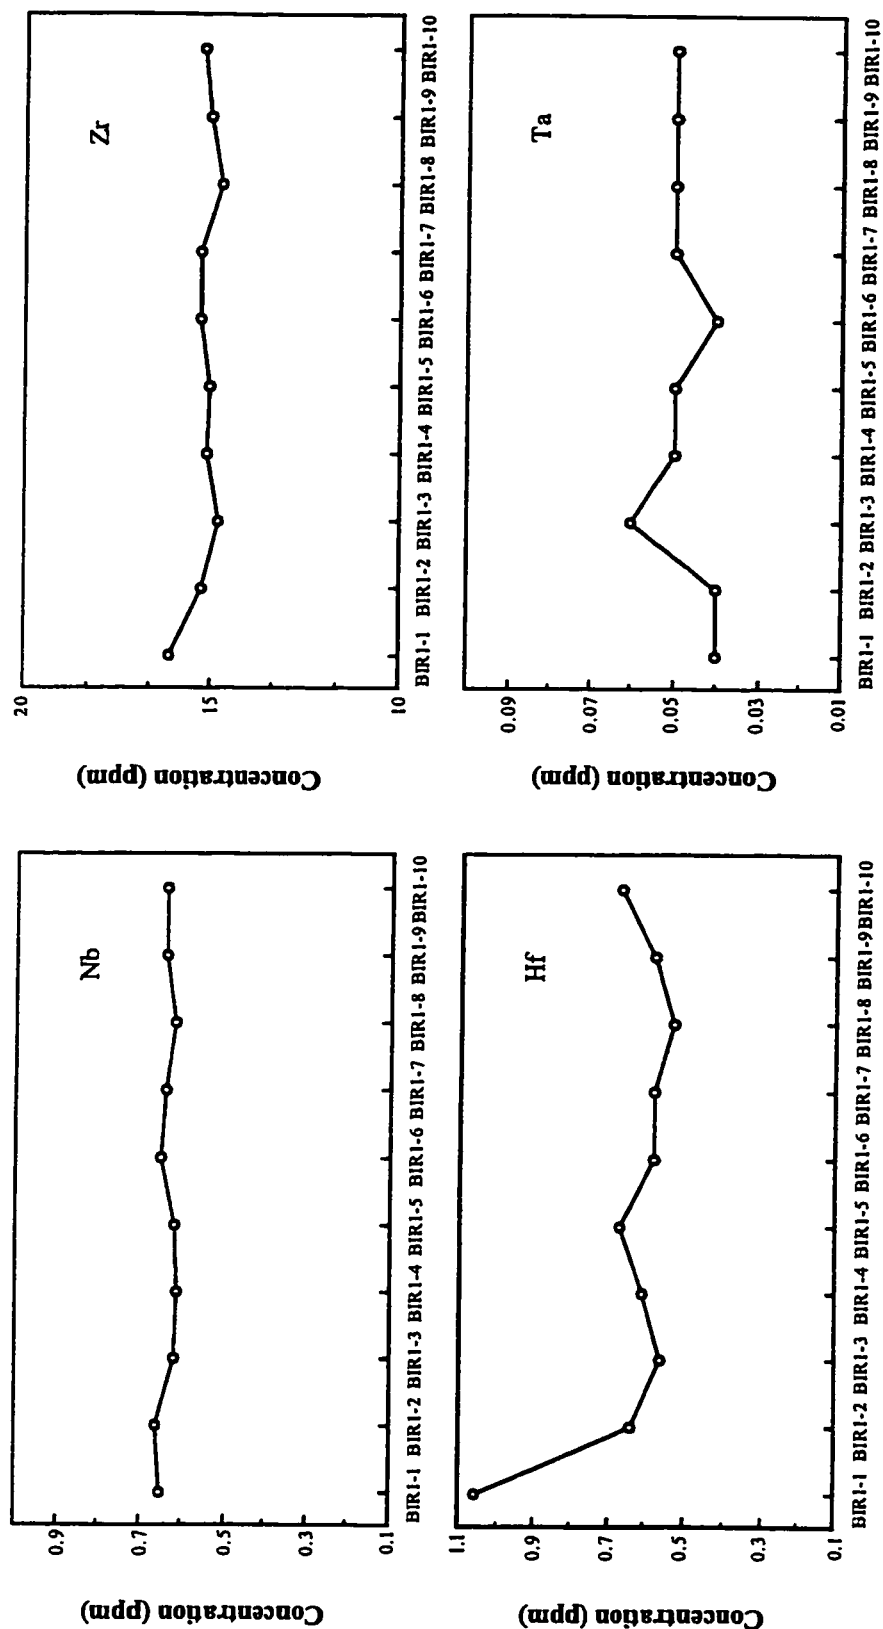 Nb
Concentration (ppm)
0.9
0.7
0.5
0.3
0.1
BIR1-1 BIR1-2 BIR1-3 BIR1-4 BIR1-5 BIR1-6 BIR1-7 BIR1-8 BIR1-9 BIR1-10
Zr
Concentration (ppm)
20
15
10
BIR1-1 BIR1-2 BIR1-3 BIR1-4 BIR1-5 BIR1-6 BIR1-7 BIR1-8 BIR1-9 BIR1-10
Hf
Concentration (ppm)
1.1
0.9
0.7
0.5
0.3
0.1
BIR1-1 BIR1-2 BIR1-3 BIR1-4 BIR1-5 BIR1-6 BIR1-7 BIR1-8 BIR1-9 BIR1-10
Ta
Concentration (ppm)
0.09
0.07
0.05
0.03
0.01
BIR1-1 BIR1-2 BIR1-3 BIR1-4 BIR1-5 BIR1-6 BIR1-7 BIR1-8 BIR1-9 BIR1-10